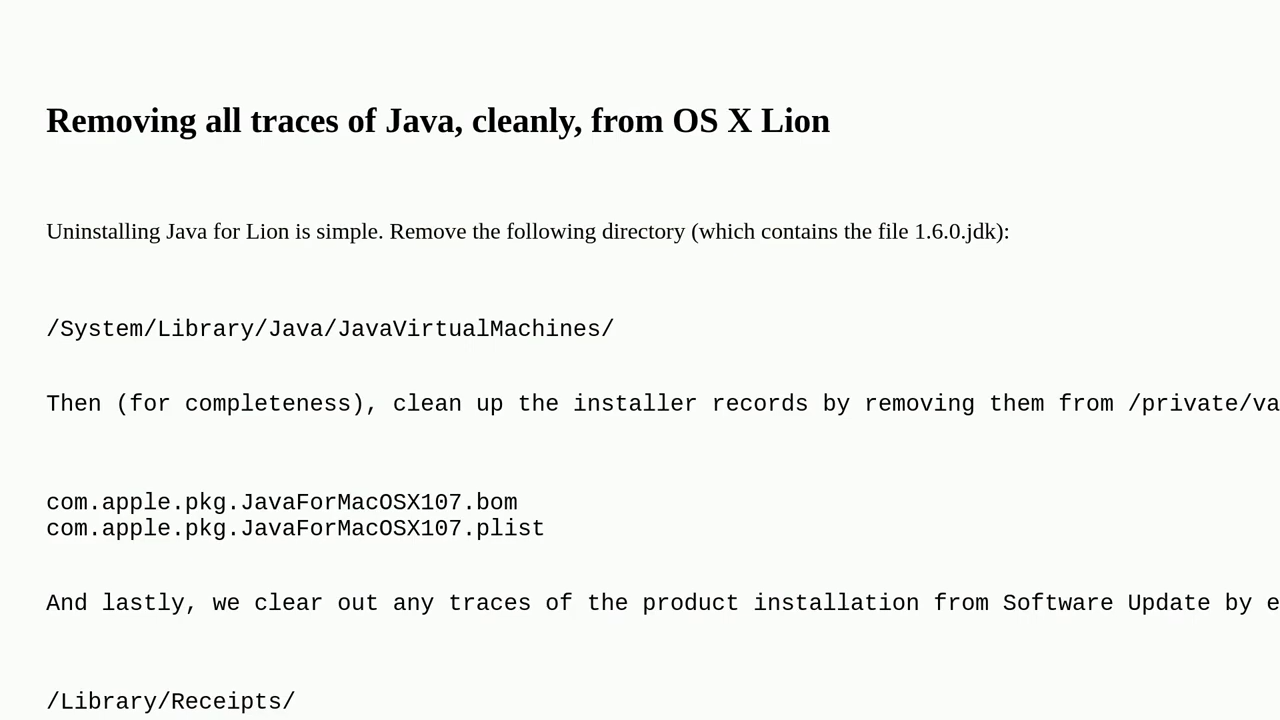 Removing all traces of Java, cleanly, from OS X Lion
Uninstalling Java for Lion is simple. Remove the following directory (which contains the file 1.6.0.jdk):
/System/Library/Java/JavaVirtualMachines/
Then (for completeness), clean up the installer records by removing them from /private/va
com.apple.pkg.JavaForMacOSX107.bom
com.apple.pkg.JavaForMacOSX107.plist
And lastly, we clear out any traces of the product installation from Software Update by e
/Library/Receipts/